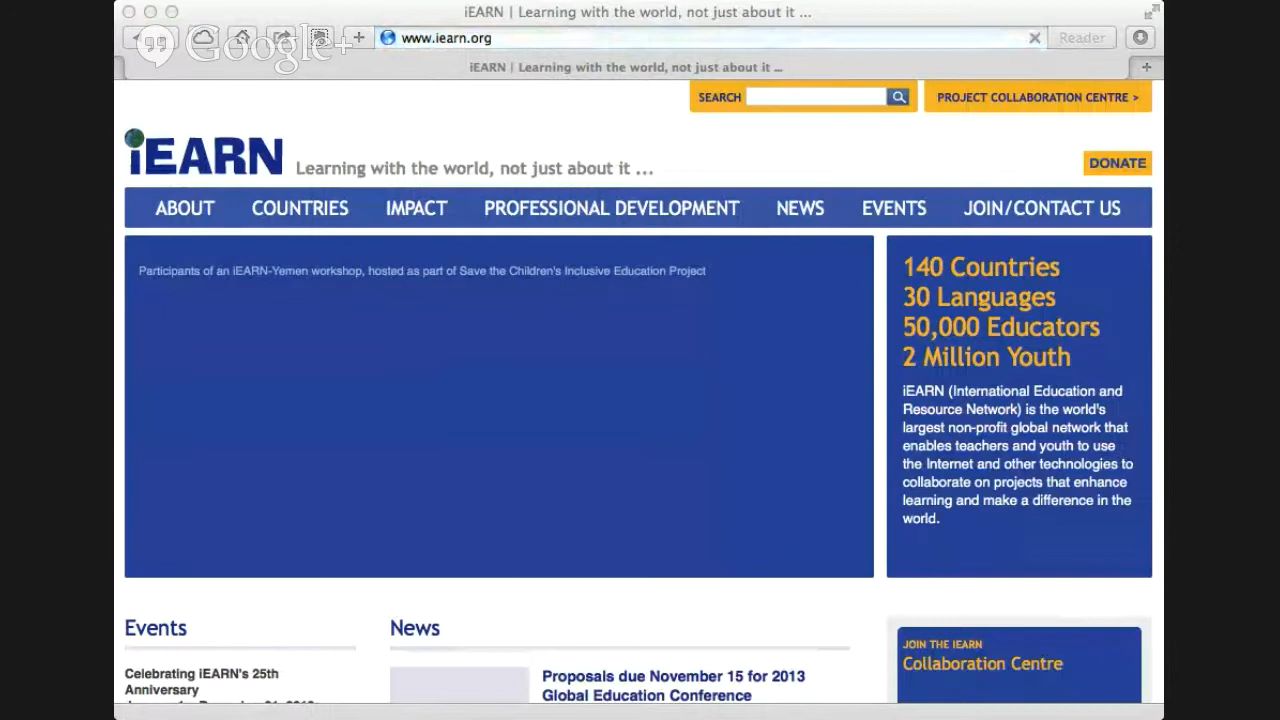 iEARN | Learning with the world, not just about it ...
Google+
www.iearn.org
Reader
iEARN | Learning with the world, not just about it ...
SEARCH
PROJECT COLLABORATION CENTRE >
iEARN
Learning with the world, not just about it ...
DONATE
ABOUT COUNTRIES IMPACT PROFESSIONAL DEVELOPMENT NEWS EVENTS JOIN/CONTACT US
Participants of an iEARN-Yemen workshop, hosted as part of Save the Children's Inclusive Education Project
140 Countries
30 Languages
50,000 Educators
2 Million Youth
iEARN (International Education and
Resource Network) is the world's
largest non-profit global network that
enables teachers and youth to use
the Internet and other technologies to
collaborate on projects that enhance
learning and make a difference in the
world.
Events
Celebrating iEARN's 25th
Anniversary
News
Proposals due November 15 for 2013
Global Education Conference
JOIN THE IEARN
Collaboration Centre